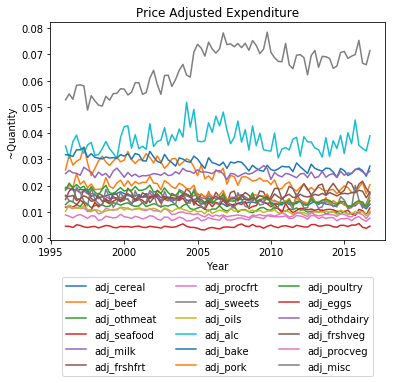 Price Adjusted Expenditure
0.08
0.07
0.06
0.05
0.04
0.03
0.02
0.01
0.00
~Quantity
1995 2000 2005 2010 2015
Year
adj_cereal adj_procfrt adj_poultry
adj_beef adj_sweets adj_eggs
adj_othmeat adj_oils adj_othdairy
adj_seafood adj_alc adj_frshveg
adj_milk adj_bake adj_procveg
adj_frshfrt adj_pork adj_misc